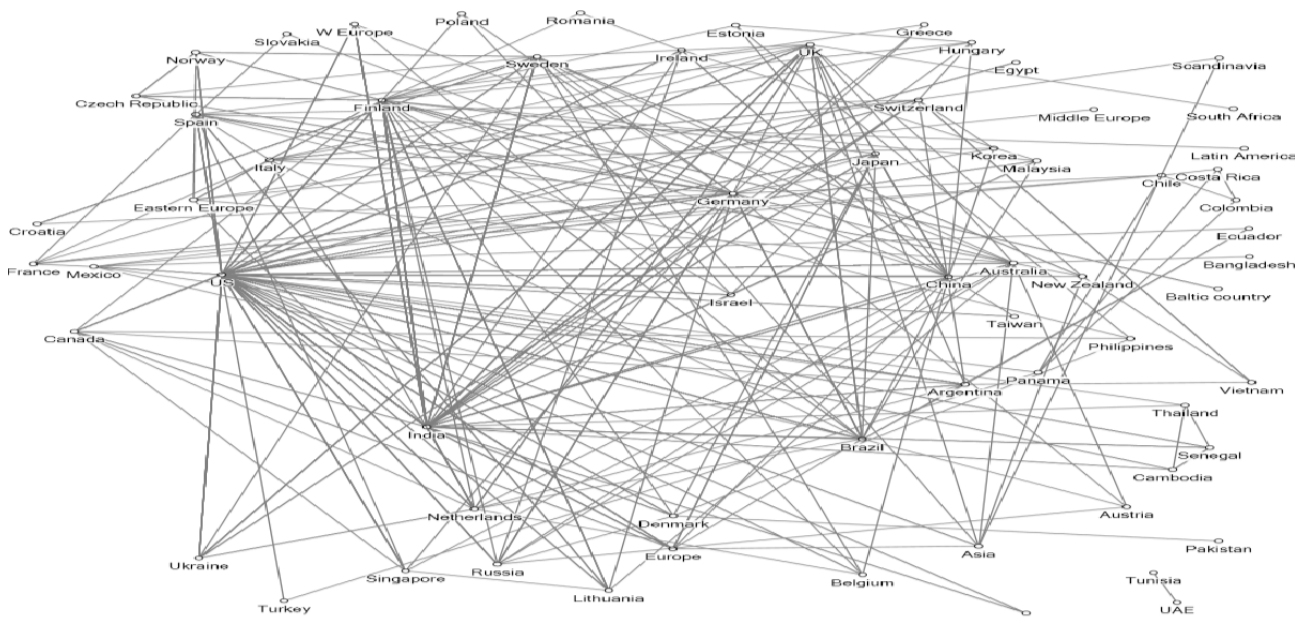 Poland
Romania
W Europe
Slovakia
Estonia
Greece
Hungary
UK
Ireland
Norway
Sweden
Egypt
Scandinavia
Czech Republic
Finland
Switzerland
Middle Europe
South Africa
Spain
Latin America
Italy
Japan
Korea
Malaysia
Chile
Costa Rica
Eastern Europe
Germany
Colombia
Croatia
Ecuador
France
Mexico
US
China
Australia
New Zealand
Bangladesh
Israel
Baltic country
Taiwan
Canada
Philippines
Argentina
Panama
Vietnam
Thailand
India
Brazil
Senegal
Cambodia
Netherlands
Denmark
Austria
Ukraine
Singapore
Russia
Europe
Asia
Pakistan
Lithuania
Belgium
Tunisia
Turkey
UAE